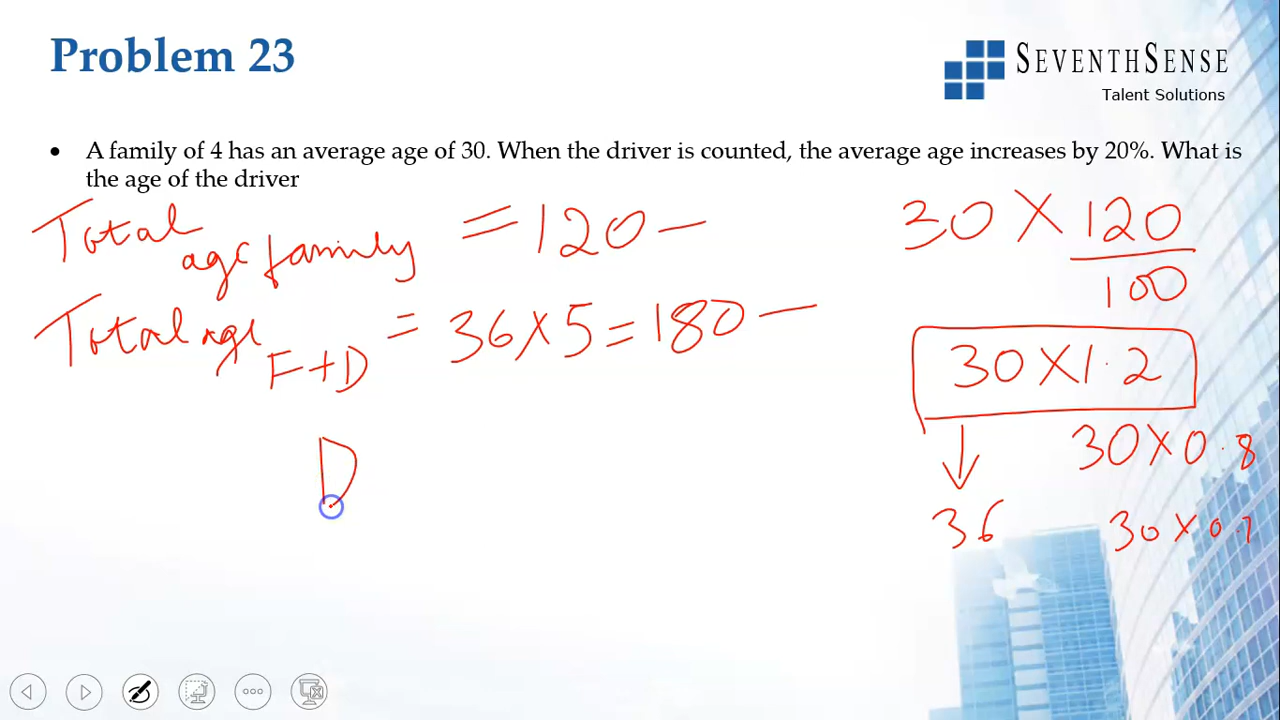 Problem 23
SEVENTHSENSE
Talent Solutions
• A family of 4 has an average age of 30. When the driver is counted, the average age increases by 20%. What is
the age of the driver
Total age family = 120 –
Total age F+D = 36 × 5 = 180 –
D
30 × 120
100
30 × 1.2
30 × 0.8
36
30 × 0.7